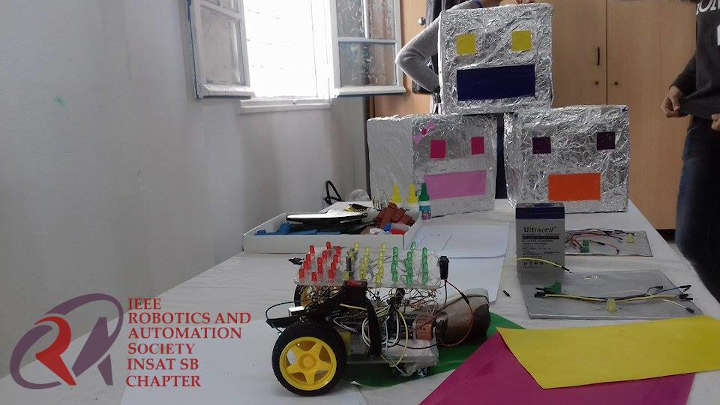 Ultracell
IEEE
ROBOTICS AND
AUTOMATION
SOCIETY
INSAT SB
CHAPTER